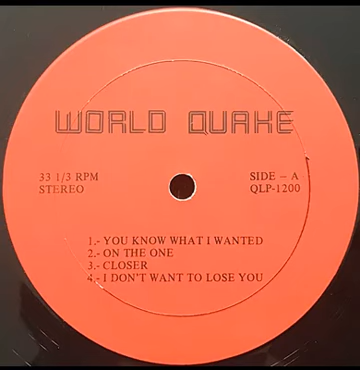 WORLD QUAKE
33 1/3 RPM
STEREO
SIDE – A
QLP-1200
1.- YOU KNOW WHAT I WANTED
2.- ON THE ONE
3.- CLOSER
4.- I DON'T WANT TO LOSE YOU